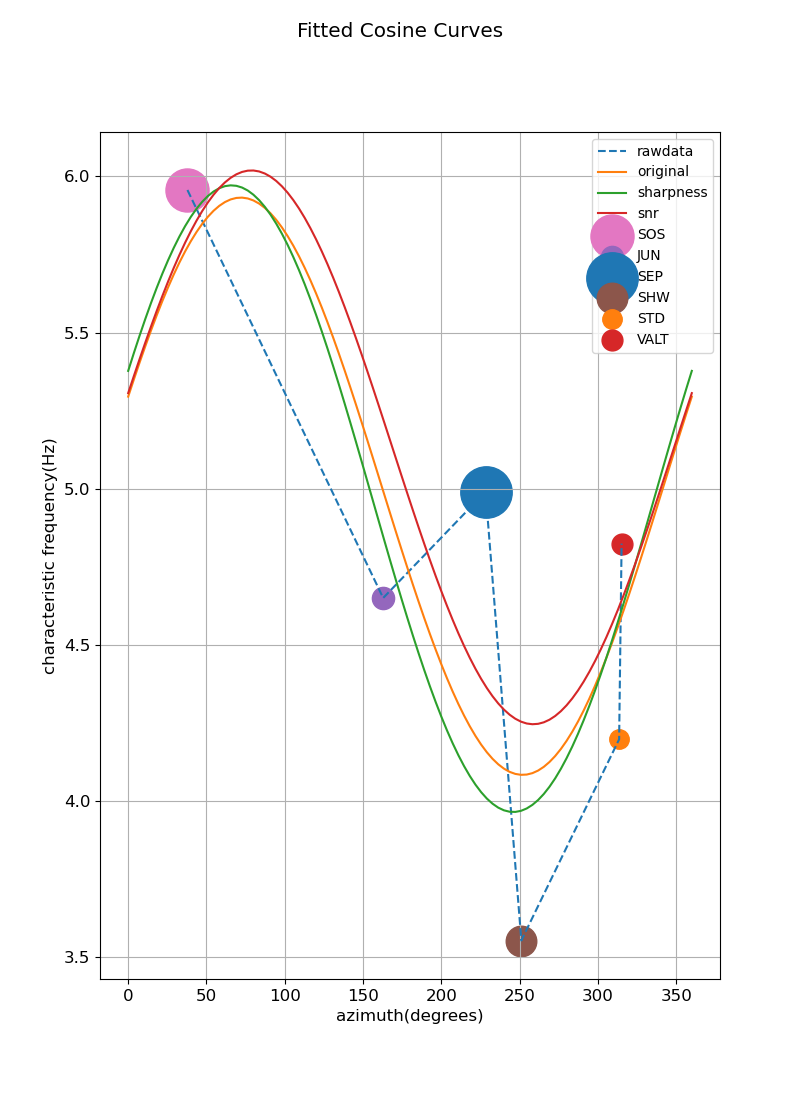 Fitted Cosine Curves
6.0
5.5
5.0
4.5
4.0
3.5
characteristic frequency(Hz)
rawdata
original
sharpness
snr
SOS
JUN
SEP
SHW
STD
VALT
0 50 100 150 200 250 300 350
azimuth(degrees)